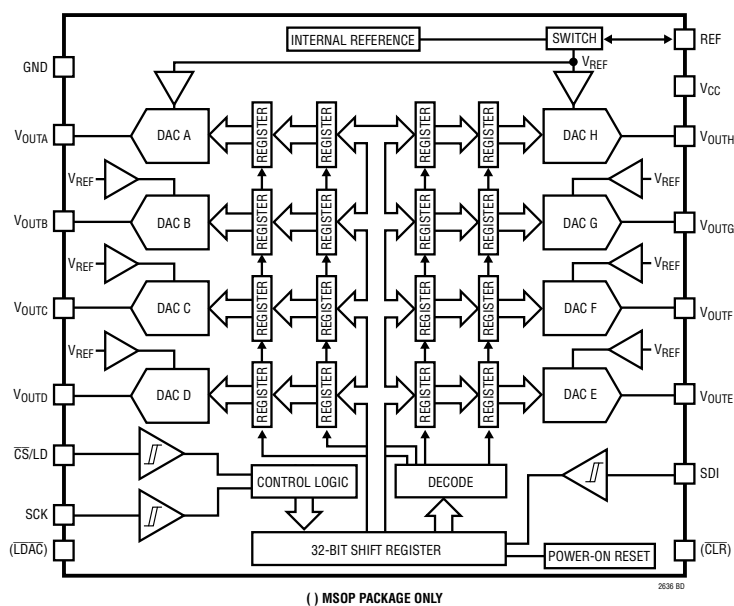 INTERNAL REFERENCE
SWITCH
REF
GND
VREF
VCC
REGISTER
REGISTER
REGISTER
REGISTER
VOUTA
DAC A
DAC H
VOUTH
VREF
VREF
REGISTER
REGISTER
REGISTER
REGISTER
VOUTB
DAC B
DAC G
VOUTG
VREF
VREF
REGISTER
REGISTER
REGISTER
REGISTER
VOUTC
DAC C
DAC F
VOUTF
VREF
VREF
REGISTER
REGISTER
REGISTER
REGISTER
VOUTD
DAC D
DAC E
VOUTE
CS/LD
CONTROL LOGIC
DECODE
SDI
SCK
(LDAC)
32-BIT SHIFT REGISTER
POWER-ON RESET
(CLR)
2636 BD
( ) MSOP PACKAGE ONLY